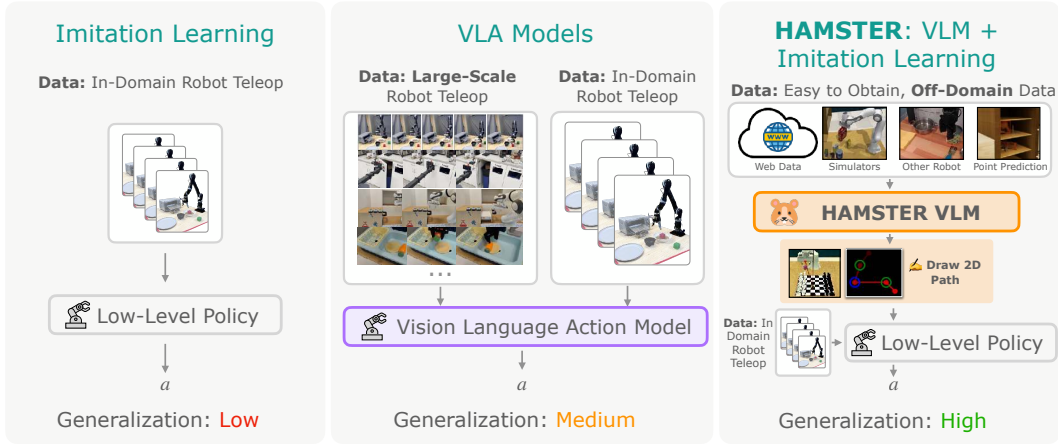 Imitation Learning
Data: In-Domain Robot Teleop
Low-Level Policy
a
Generalization: Low
VLA Models
Data: Large-Scale
Robot Teleop
Data: In-Domain
Robot Teleop
...
Vision Language Action Model
a
Generalization: Medium
HAMSTER: VLM +
Imitation Learning
Data: Easy to Obtain, Off-Domain Data
WWW
Web Data
Simulators
Other Robot
Point Prediction
HAMSTER VLM
Draw 2D
Path
Data: In
Domain
Robot
Teleop
Low-Level Policy
a
Generalization: High